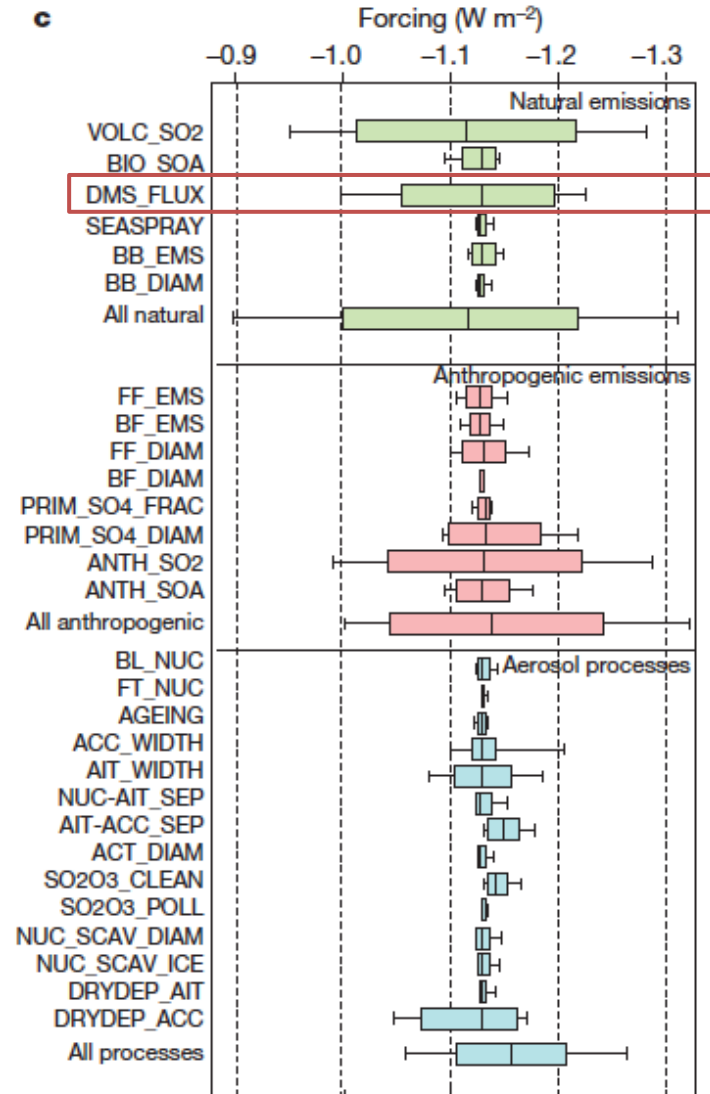 c
Forcing (W m⁻²)
−0.9 −1.0 −1.1 −1.2 −1.3
Natural emissions
VOLC_SO2
BIO_SOA
DMS_FLUX
SEASPRAY
BB_EMS
BB_DIAM
All natural
Anthropogenic emissions
FF_EMS
BF_EMS
FF_DIAM
BF_DIAM
PRIM_SO4_FRAC
PRIM_SO4_DIAM
ANTH_SO2
ANTH_SOA
All anthropogenic
BL_NUC
Aerosol processes
FT_NUC
AGEING
ACC_WIDTH
AIT_WIDTH
NUC-AIT_SEP
AIT-ACC_SEP
ACT_DIAM
SO2O3_CLEAN
SO2O3_POLL
NUC_SCAV_DIAM
NUC_SCAV_ICE
DRYDEP_AIT
DRYDEP_ACC
All processes